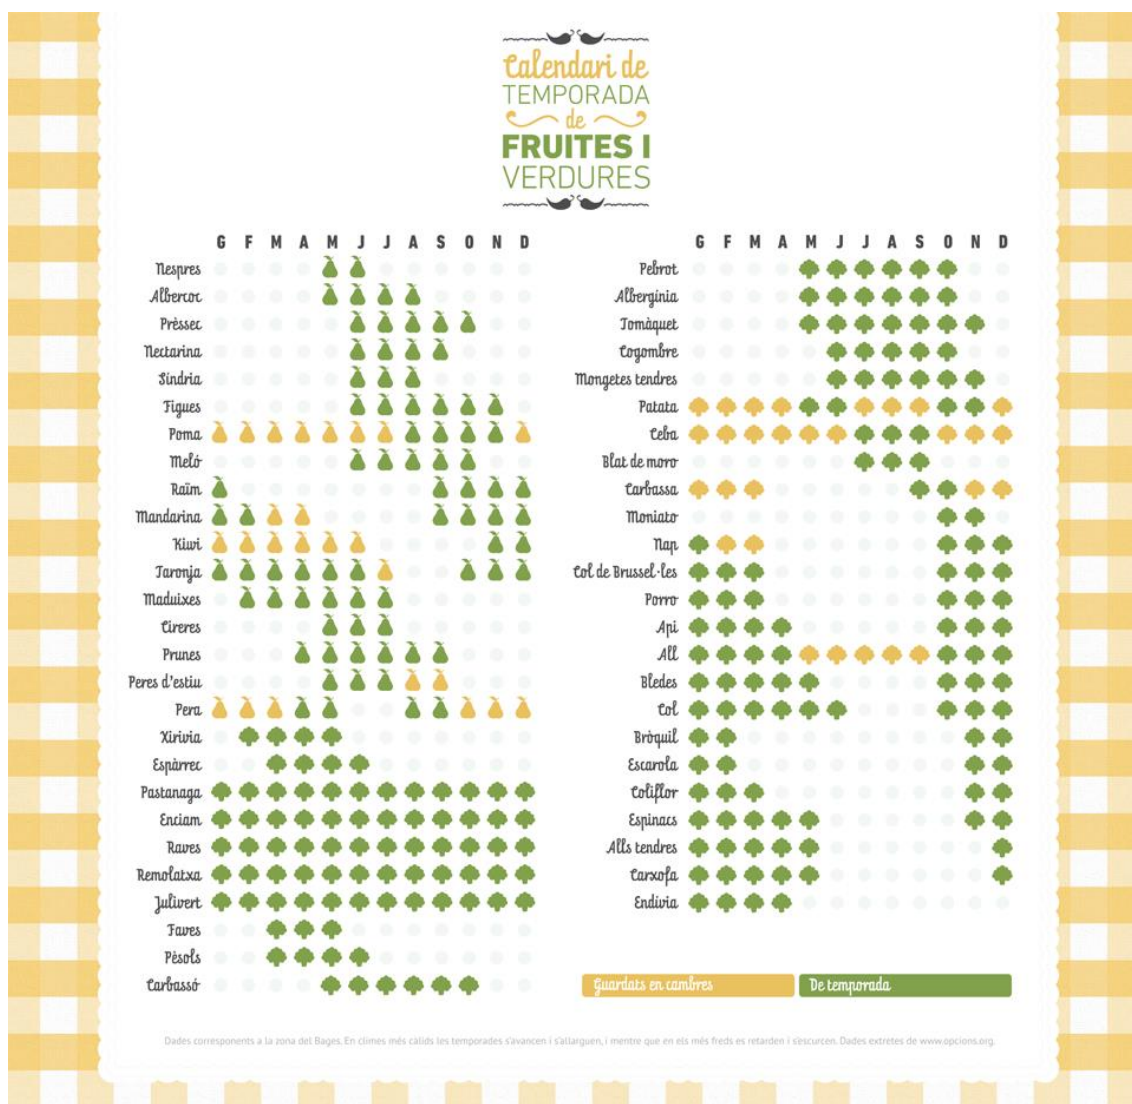 Calendari de
TEMPORADA
de
FRUITES I
VERDURES
G F M A M J J A S O N D
Nespres
Albercoc
Préssec
Nectarina
Síndria
Figues
Poma
Meló
Raïm
Mandarina
Kiwi
Taronja
Maduixes
Cireres
Prunes
Peres d'estiu
Pera
Xirivia
Espàrrec
Pastanaga
Enciam
Raves
Remolatxa
Julivert
Faves
Pèsols
Carbassó
G F M A M J J A S O N D
Pebrot
Albergínia
Tomàquet
Cogombre
Mongetes tendres
Patata
Ceba
Blat de moro
Carbassa
Moniato
Nap
Col de Brussel·les
Porro
Api
All
Bledes
Col
Bròquil
Escarola
Coliflor
Espinacs
Alls tendres
Carxofa
Endívia
Guardats en cambres
De temporada
Dades corresponents a la zona del Bages. En climes més càlids les temporades s'avancen i s'allarguen, i mentre que en els més freds es retarden i s'escurcen. Dades extretes de www.opcions.org.